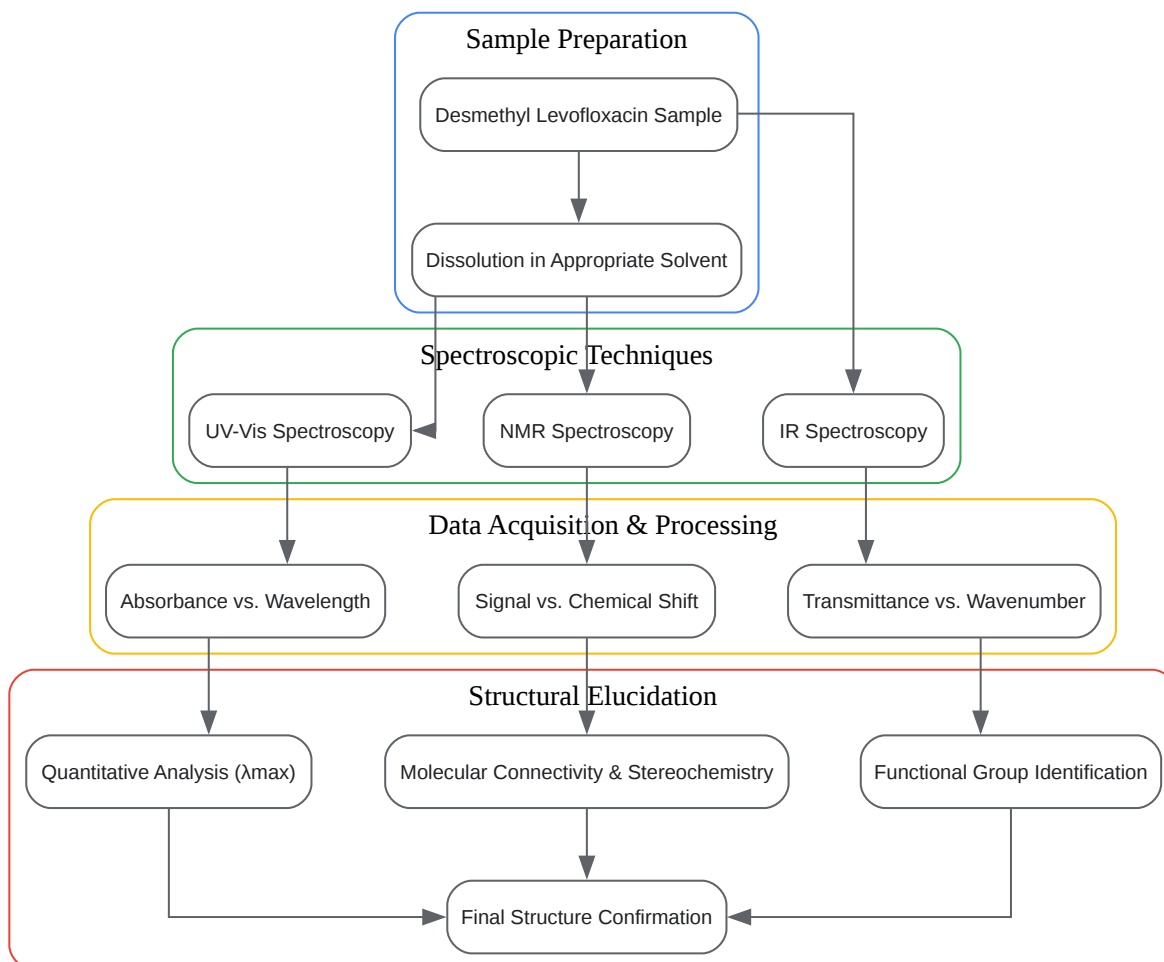 Sample Preparation
Desmethyl Levofloxacin Sample
Dissolution in Appropriate Solvent
Spectroscopic Techniques
UV-Vis Spectroscopy
NMR Spectroscopy
IR Spectroscopy
Data Acquisition & Processing
Absorbance vs. Wavelength
Signal vs. Chemical Shift
Transmittance vs. Wavenumber
Structural Elucidation
Quantitative Analysis (λmax)
Molecular Connectivity & Stereochemistry
Functional Group Identification
Final Structure Confirmation